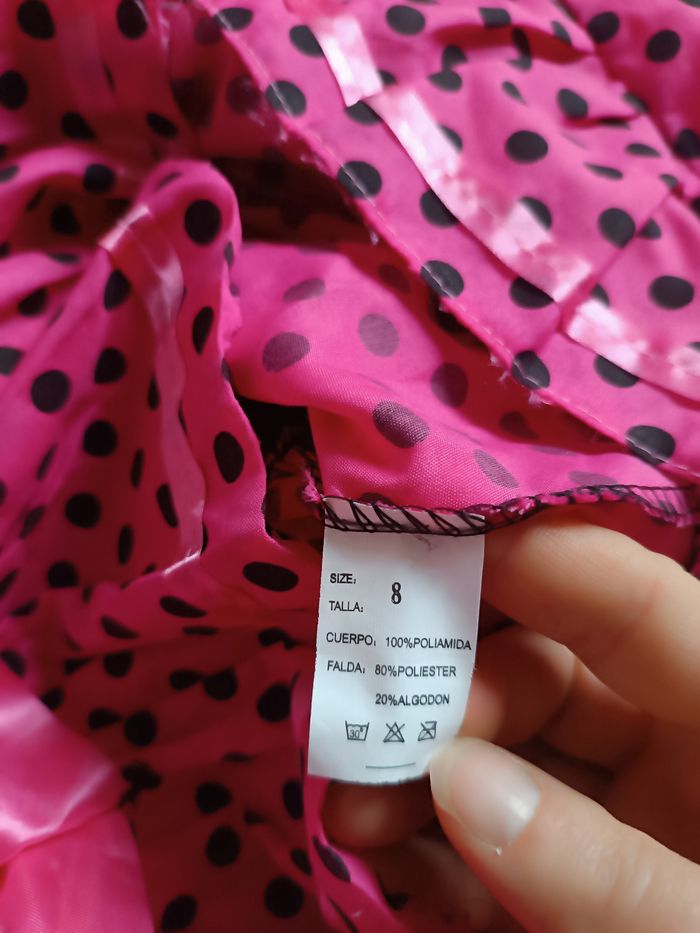 SIZE: 8
TALLA:
CUERPO: 100%POLIAMIDA
FALDA: 80%POLIESTER
20%ALGODON
30°